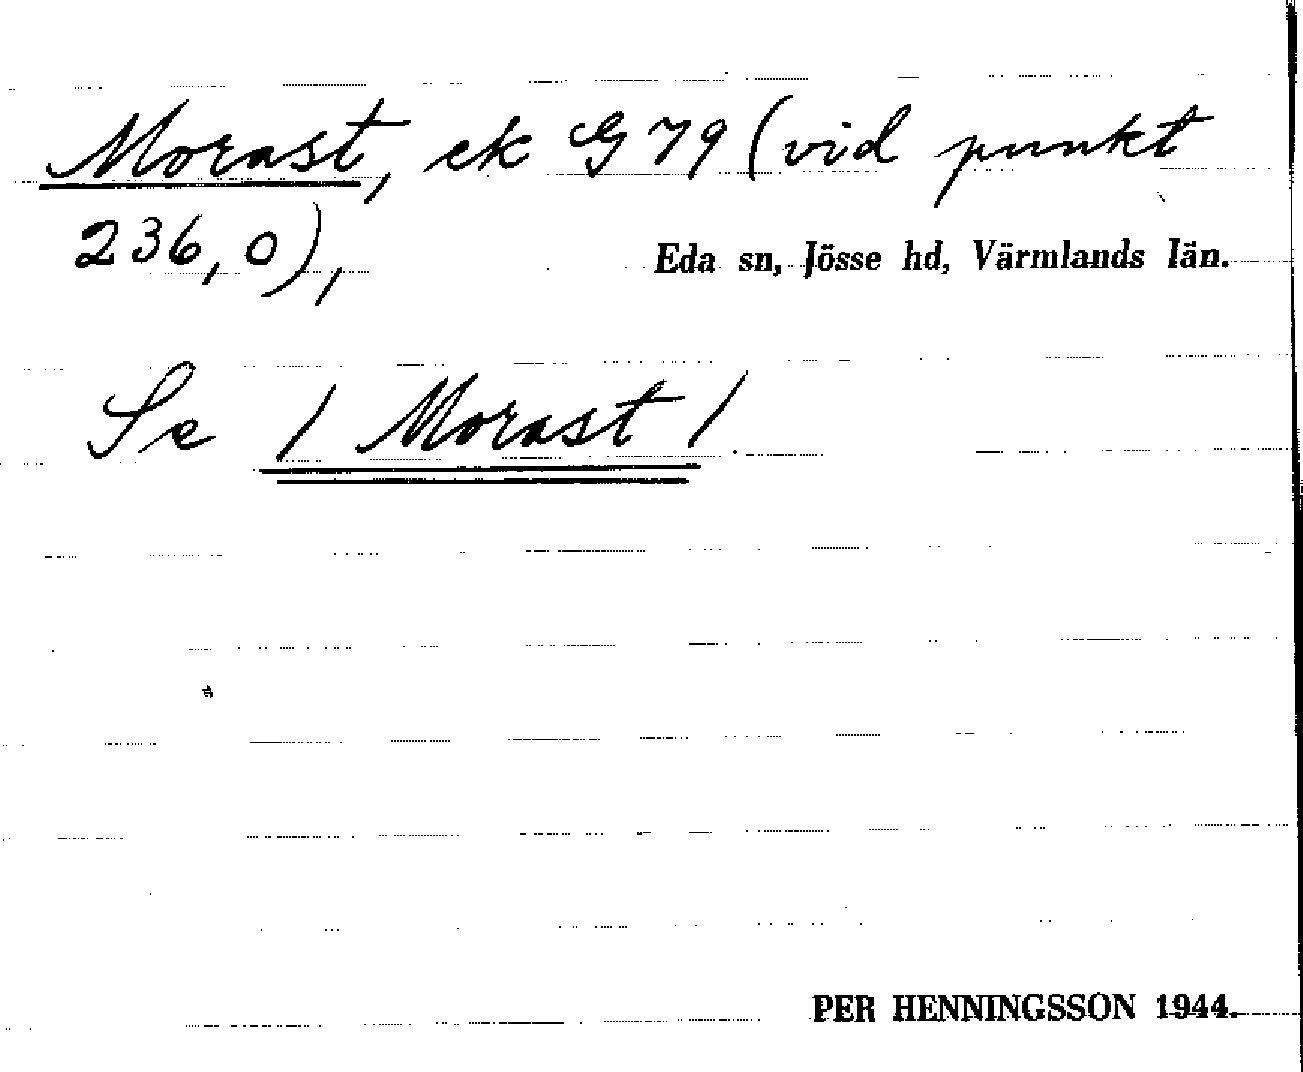 Morast, ek G 79 (vid punkt
236,0),
Eda sn, Jösse hd, Värmlands län.
Se / Morast /.
PER HENNINGSSON 1944.